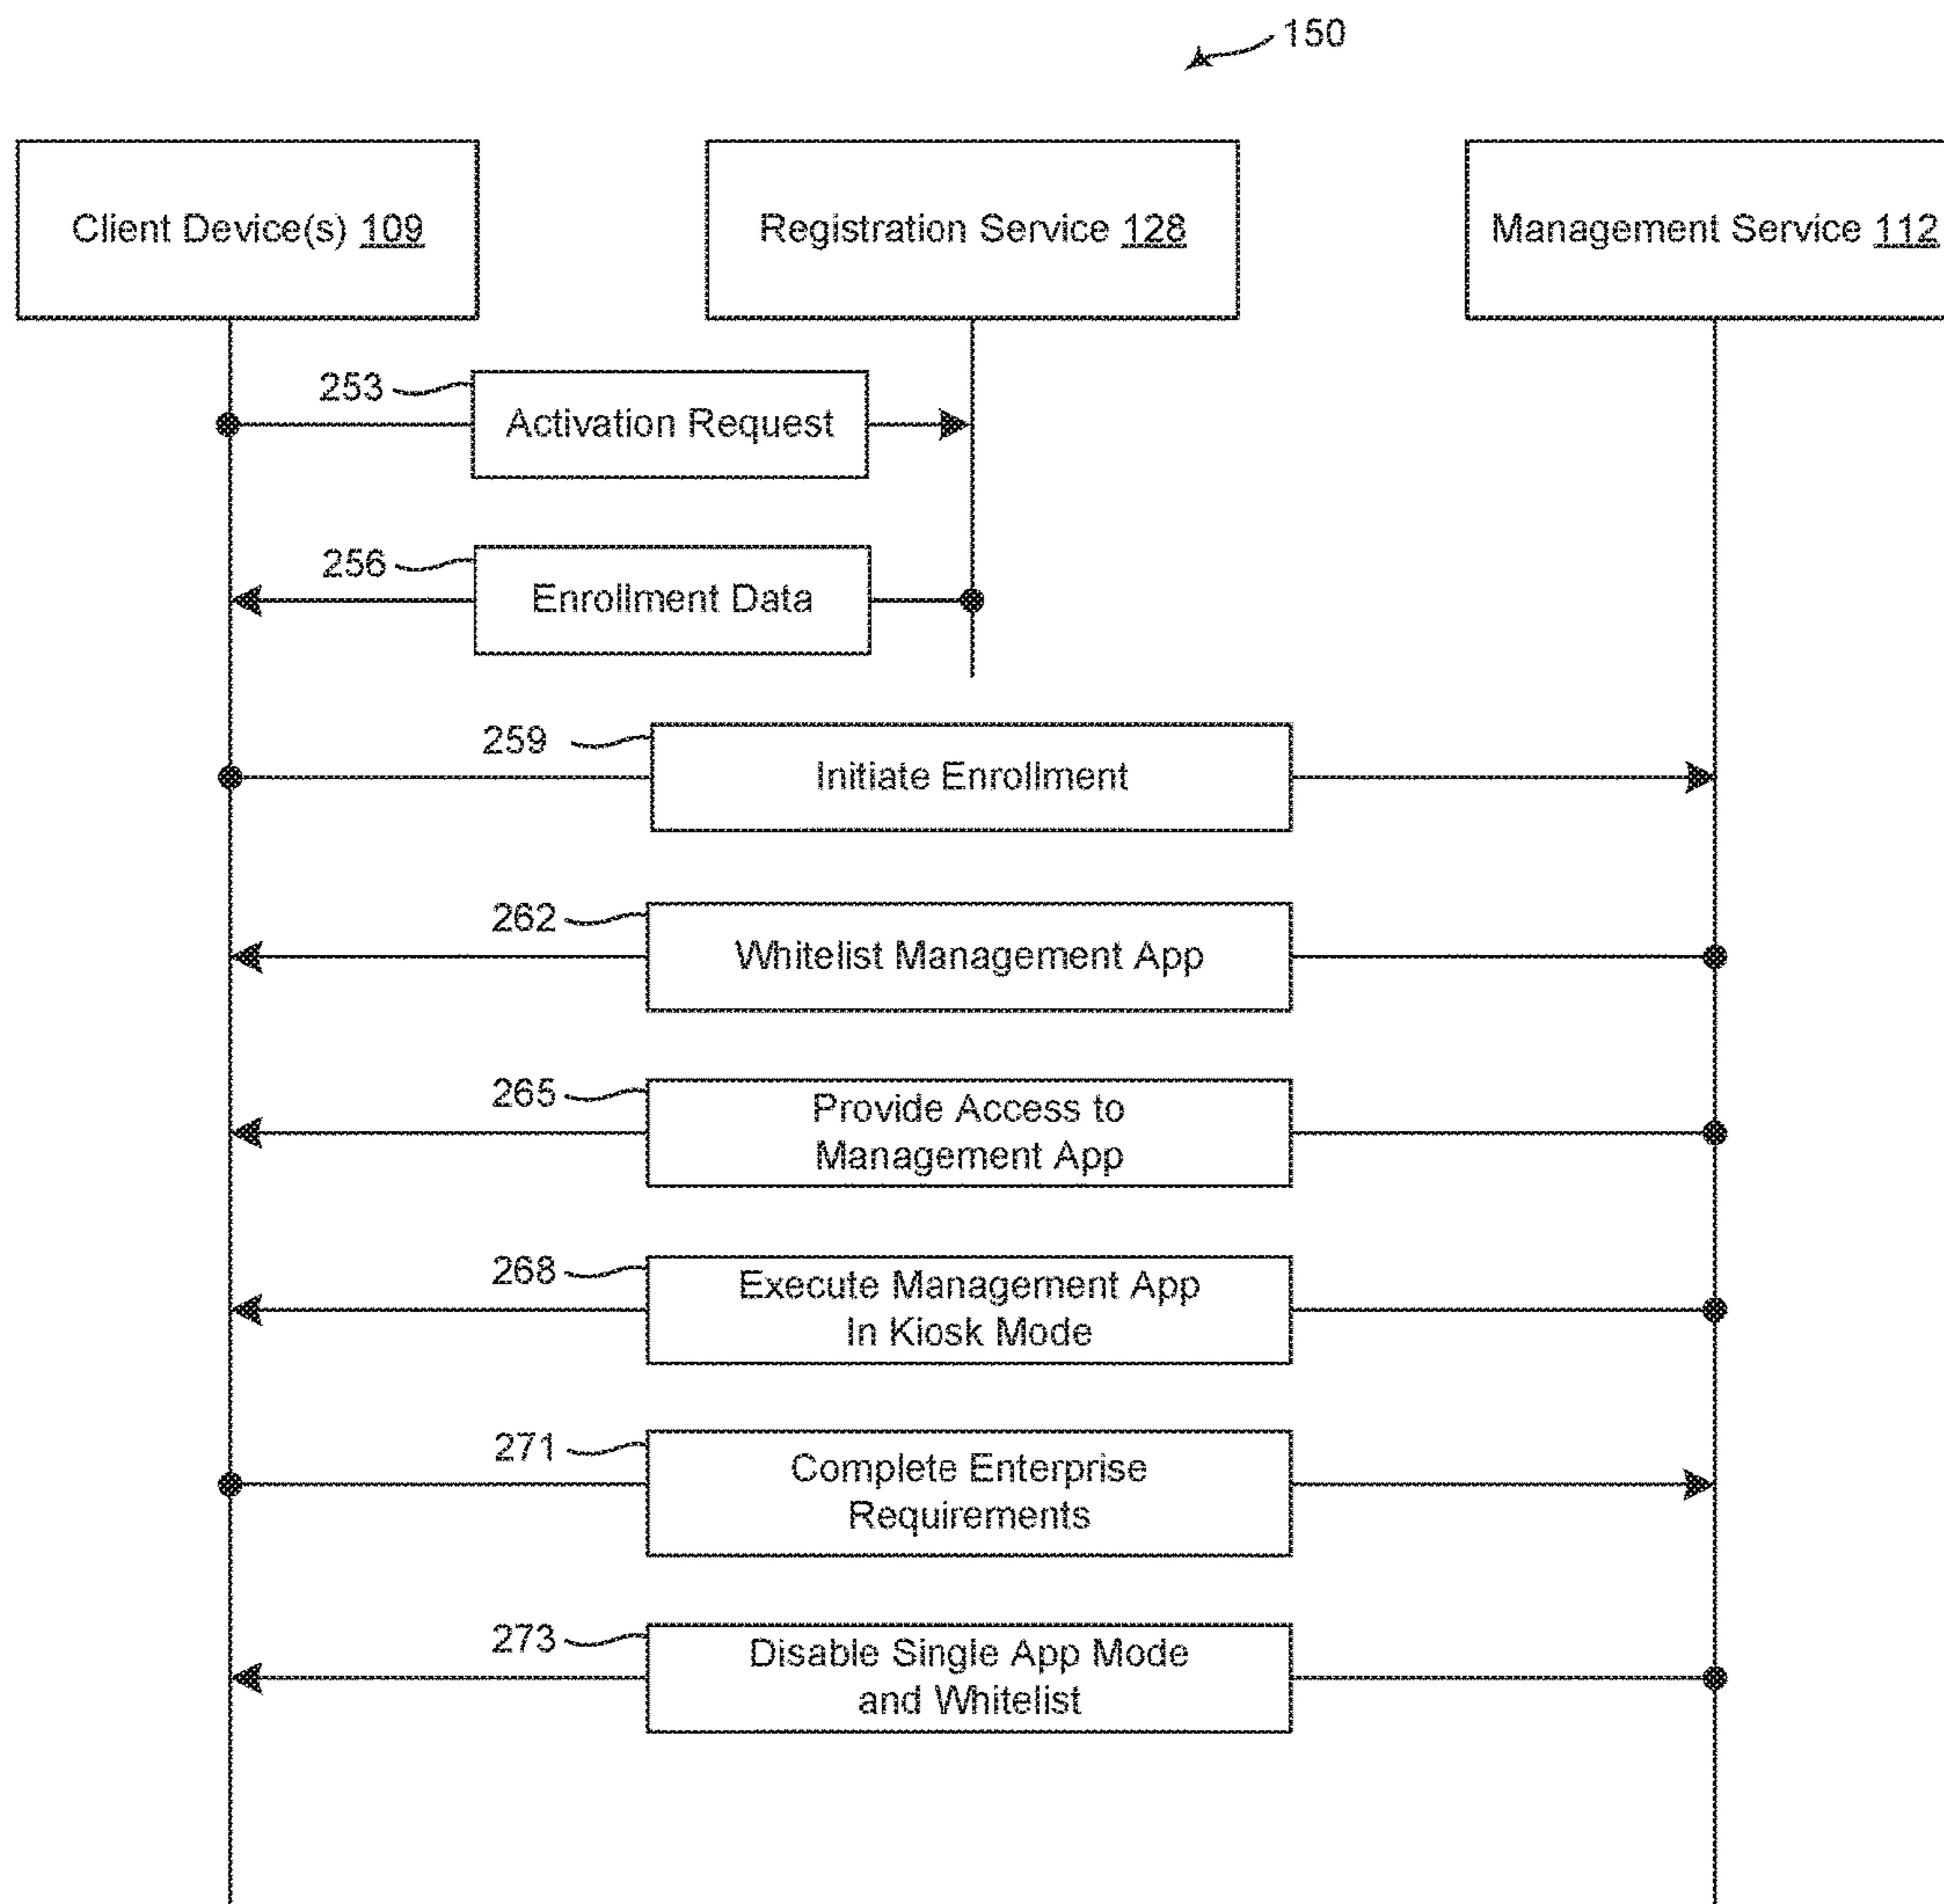 150
Client Device(s) 109
Registration Service 128
Management Service 112
253
Activation Request
256
Enrollment Data
259
Initiate Enrollment
262
Whitelist Management App
265
Provide Access to
Management App
268
Execute Management App
In Kiosk Mode
271
Complete Enterprise
Requirements
273
Disable Single App Mode
and Whitelist